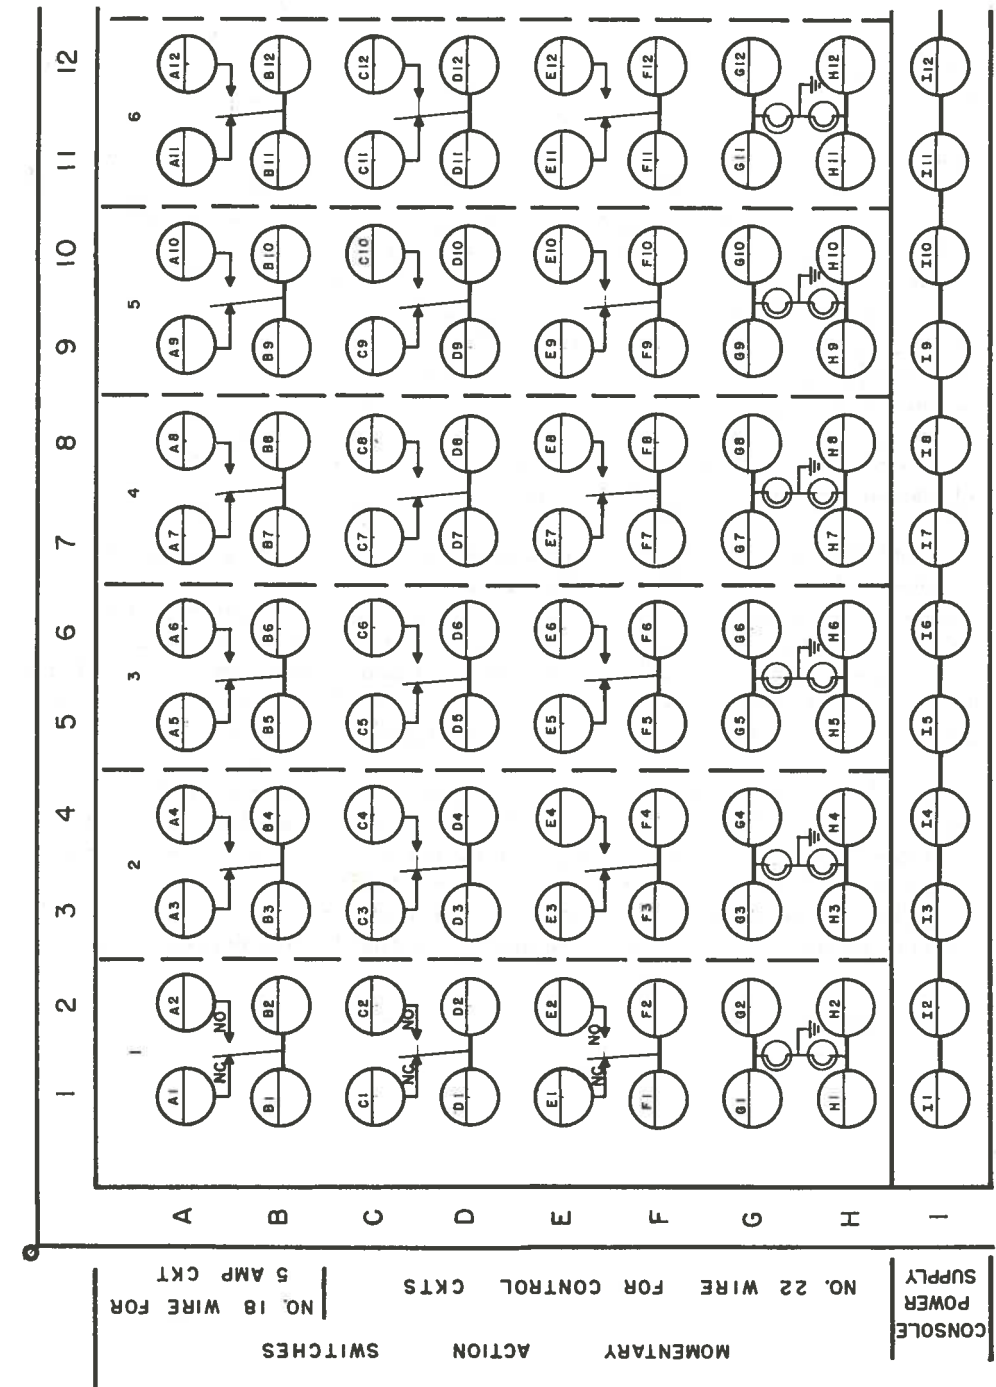 1 2 3 4 5 6 7 8 9 10 11 12
1 2 3 4 5 6
A A1 A2 A3 A4 A5 A6 A7 A8 A9 A10 A11 A12
NC NO
B B1 B2 B3 B4 B5 B6 B7 B8 B9 B10 B11 B12
C C1 C2 C3 C4 C5 C6 C7 C8 C9 C10 C11 C12
NC NO
D D1 D2 D3 D4 D5 D6 D7 D8 D9 D10 D11 D12
E E1 E2 E3 E4 E5 E6 E7 E8 E9 E10 E11 E12
NC NO
F F1 F2 F3 F4 F5 F6 F7 F8 F9 F10 F11 F12
G G1 G2 G3 G4 G5 G6 G7 G8 G9 G10 G11 G12
H H1 H2 H3 H4 H5 H6 H7 H8 H9 H10 H11 H12
I I1 I2 I3 I4 I5 I6 I7 I8 I9 I10 I11 I12
MOMENTARY ACTION SWITCHES
NO. 18 WIRE FOR
5 AMP CKT
NO. 22 WIRE FOR CONTROL CKTS
CONSOLE
POWER
SUPPLY